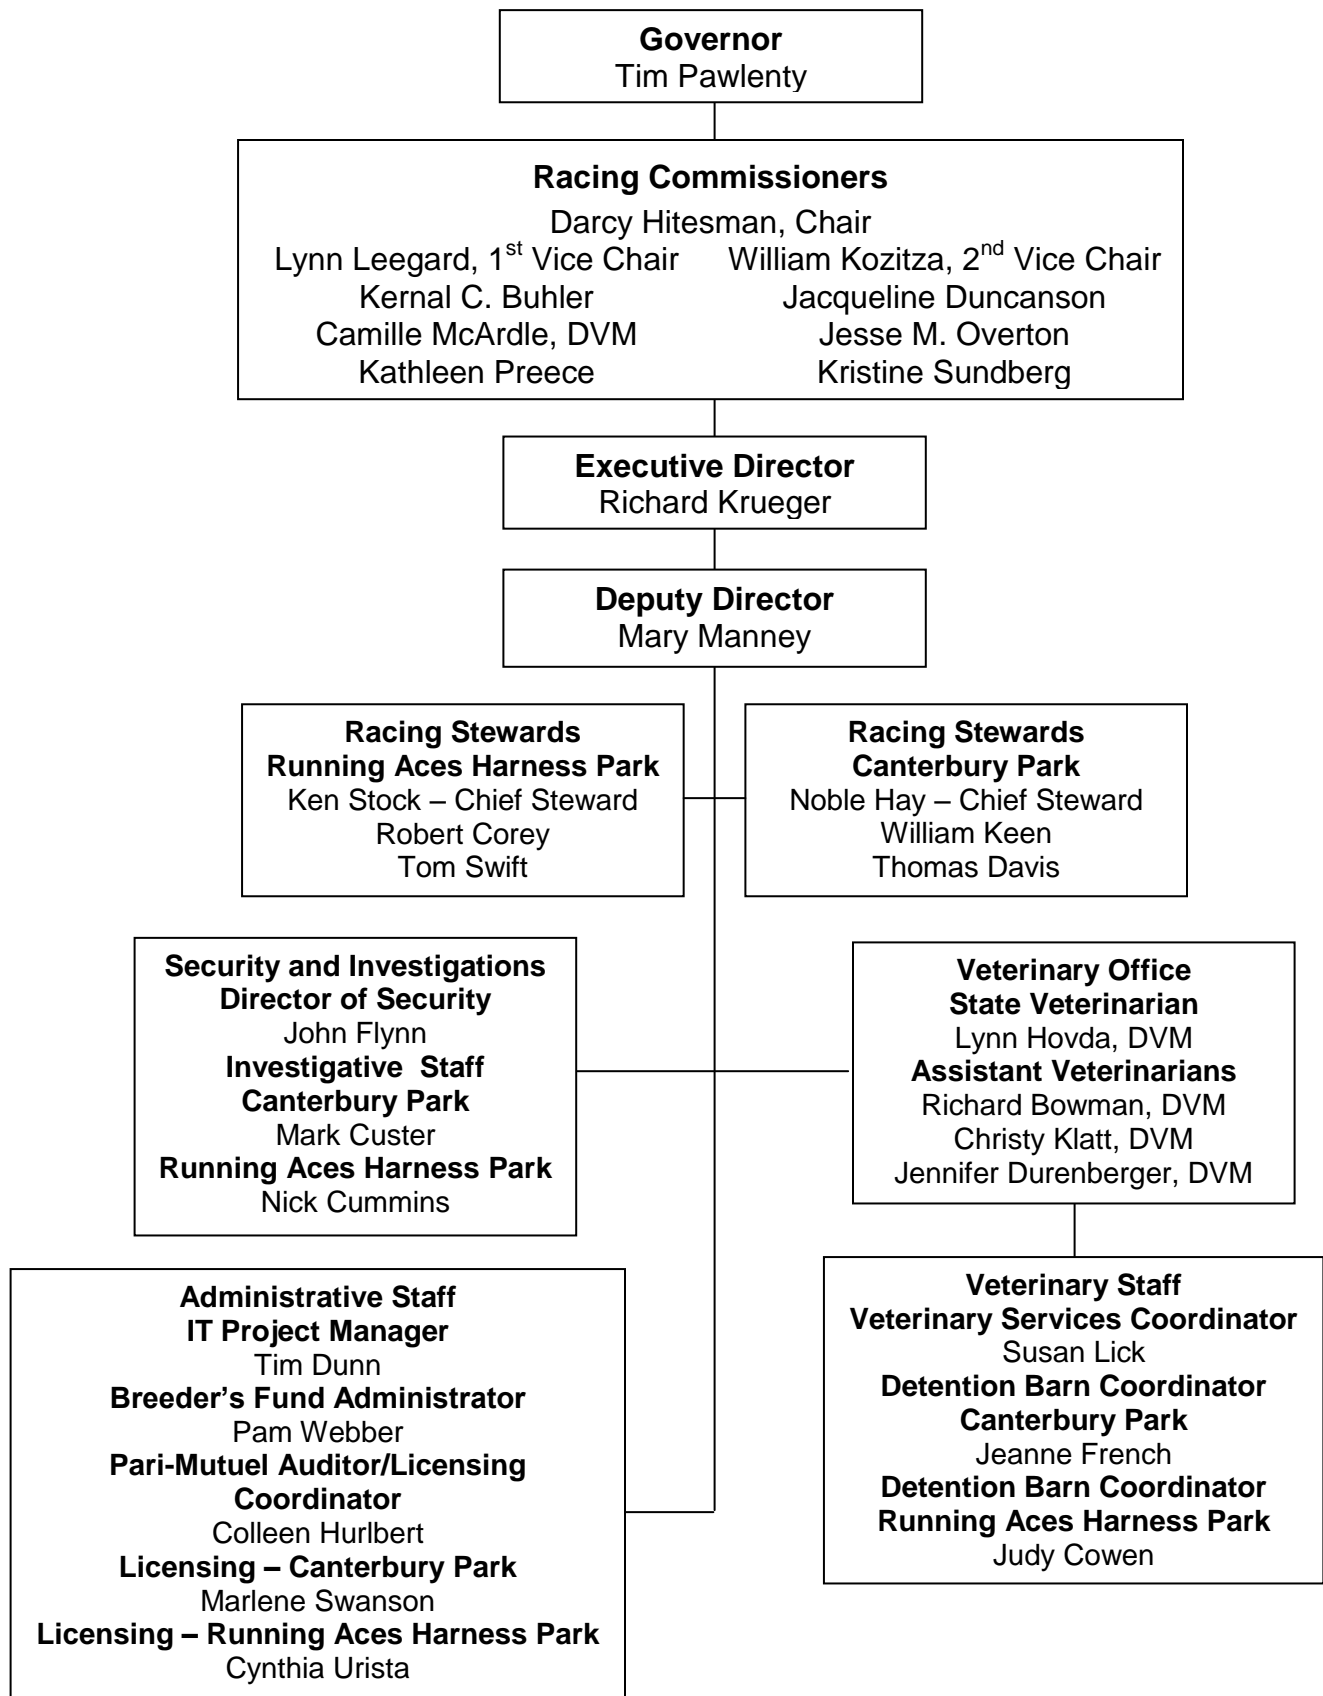 Governor
Tim Pawlenty
Racing Commissioners
Darcy Hitesman, Chair
Lynn Leegard, 1st Vice Chair William Kozitza, 2nd Vice Chair
Kernal C. Buhler Jacqueline Duncanson
Camille McArdle, DVM Jesse M. Overton
Kathleen Preece Kristine Sundberg
Executive Director
Richard Krueger
Deputy Director
Mary Manney
Racing Stewards
Running Aces Harness Park
Ken Stock – Chief Steward
Robert Corey
Tom Swift
Racing Stewards
Canterbury Park
Noble Hay – Chief Steward
William Keen
Thomas Davis
Security and Investigations
Director of Security
John Flynn
Investigative Staff
Canterbury Park
Mark Custer
Running Aces Harness Park
Nick Cummins
Veterinary Office
State Veterinarian
Lynn Hovda, DVM
Assistant Veterinarians
Richard Bowman, DVM
Christy Klatt, DVM
Jennifer Durenberger, DVM
Administrative Staff
IT Project Manager
Tim Dunn
Breeder’s Fund Administrator
Pam Webber
Pari-Mutuel Auditor/Licensing
Coordinator
Colleen Hurlbert
Licensing – Canterbury Park
Marlene Swanson
Licensing – Running Aces Harness Park
Cynthia Urista
Veterinary Staff
Veterinary Services Coordinator
Susan Lick
Detention Barn Coordinator
Canterbury Park
Jeanne French
Detention Barn Coordinator
Running Aces Harness Park
Judy Cowen